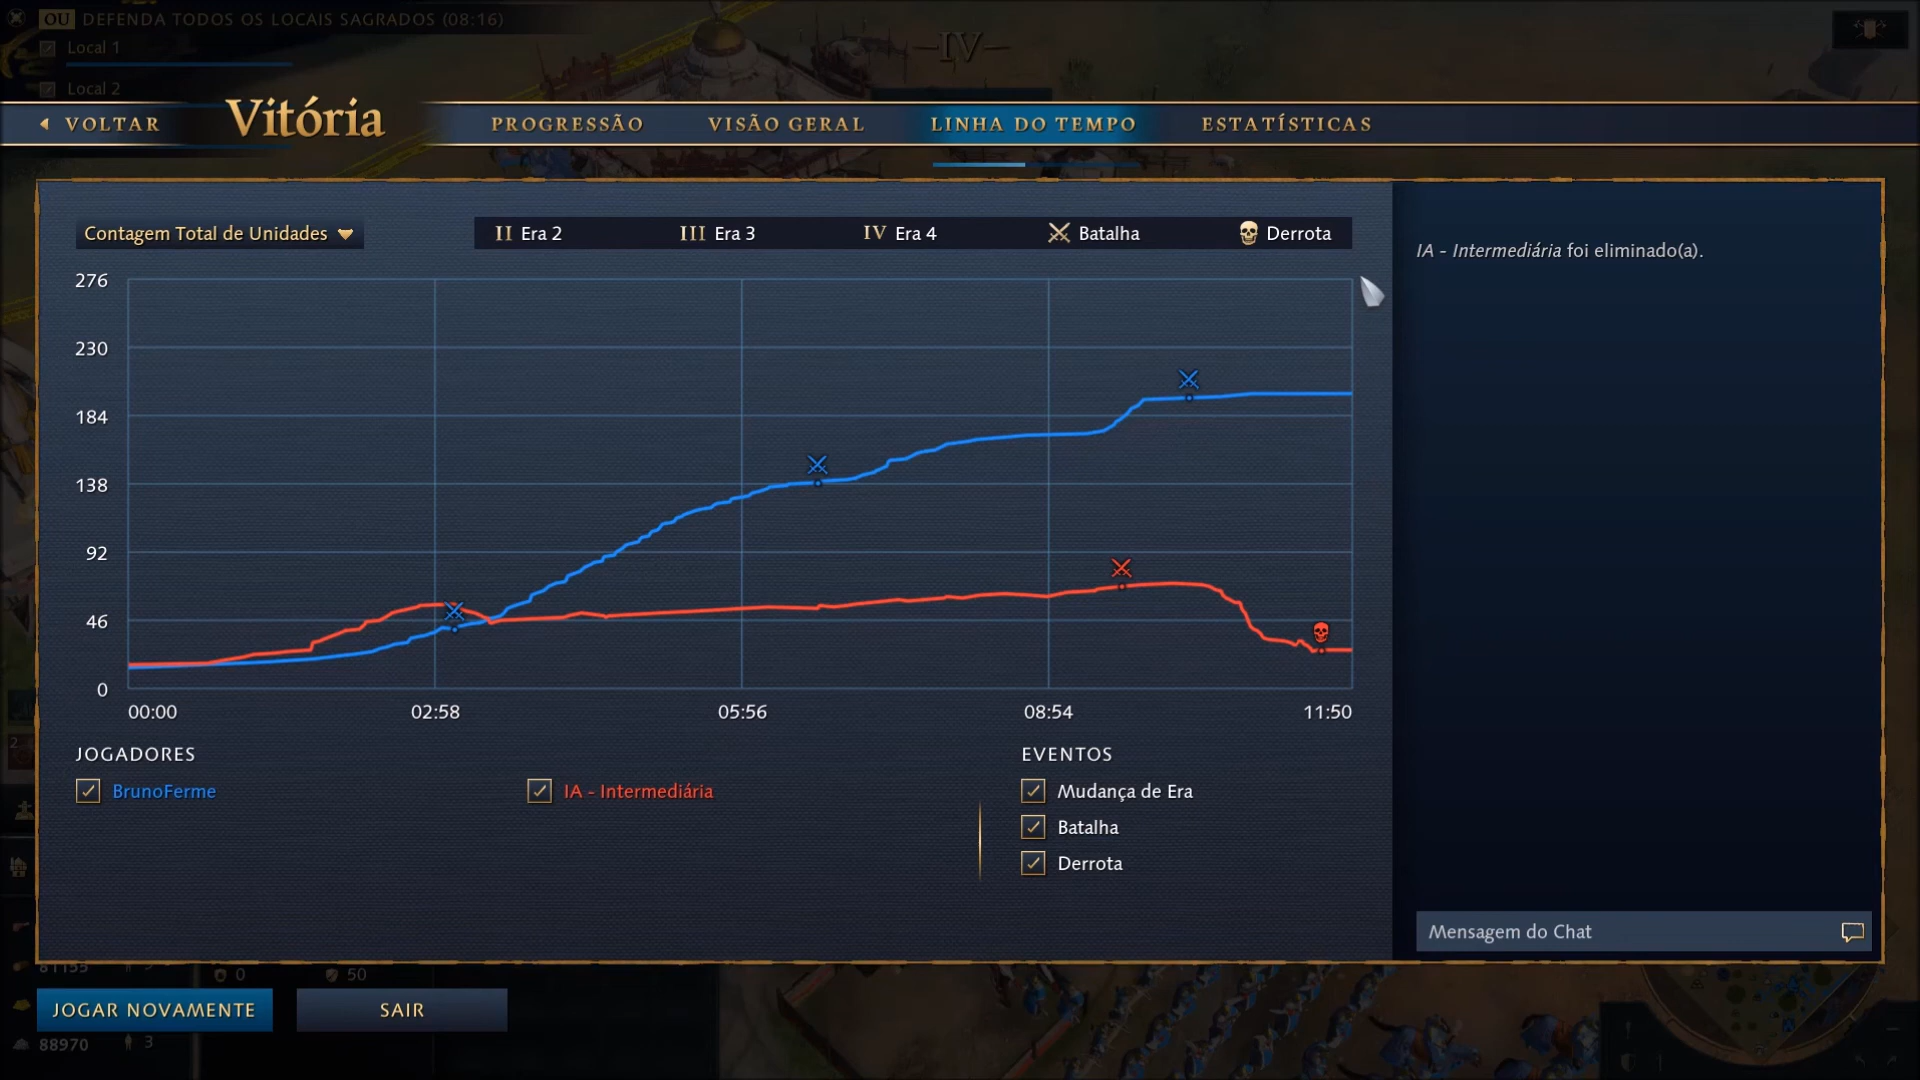 OU DEFENDA TODOS OS LOCAIS SAGRADOS (08:16)
Local 1
Local 2
IV
VOLTAR
Vitória
PROGRESSÃO
VISÃO GERAL
LINHA DO TEMPO
ESTATÍSTICAS
Contagem Total de Unidades
II Era 2
III Era 3
IV Era 4
Batalha
Derrota
IA - Intermediária foi eliminado(a).
276
230
184
138
92
46
0
00:00
02:58
05:56
08:54
11:50
JOGADORES
BrunoFerme
IA - Intermediária
EVENTOS
Mudança de Era
Batalha
Derrota
Mensagem do Chat
0
50
JOGAR NOVAMENTE
SAIR
88970
3